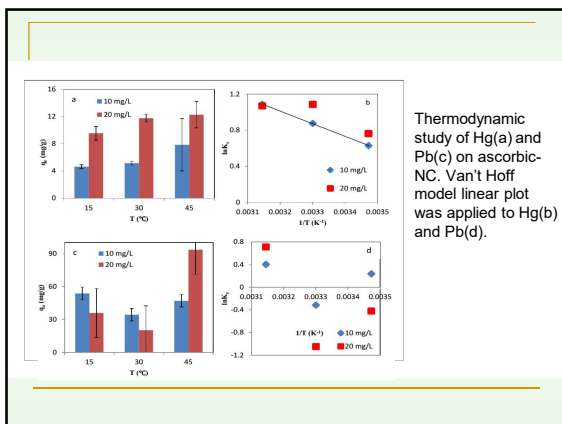 a
16
12
8
4
0
qe (mg/g)
10 mg/L
20 mg/L
15
30
45
T (°C)
b
1.2
0.8
0.4
0
lnKc
10 mg/L
20 mg/L
0.0031
0.0032
0.0033
0.0034
0.0035
1/T (K-1)
Thermodynamic
study of Hg(a) and
Pb(c) on ascorbic-
NC. Van't Hoff
model linear plot
was applied to Hg(b)
and Pb(d).
c
90
60
30
0
qe (mg/g)
10 mg/L
20 mg/L
15
30
45
T (°C)
d
0.8
0.4
0
-0.4
-1.2
0.0031
0.0032
0.0033
0.0034
0.0035
lnKc
1/T (K-1)
10 mg/L
20 mg/L